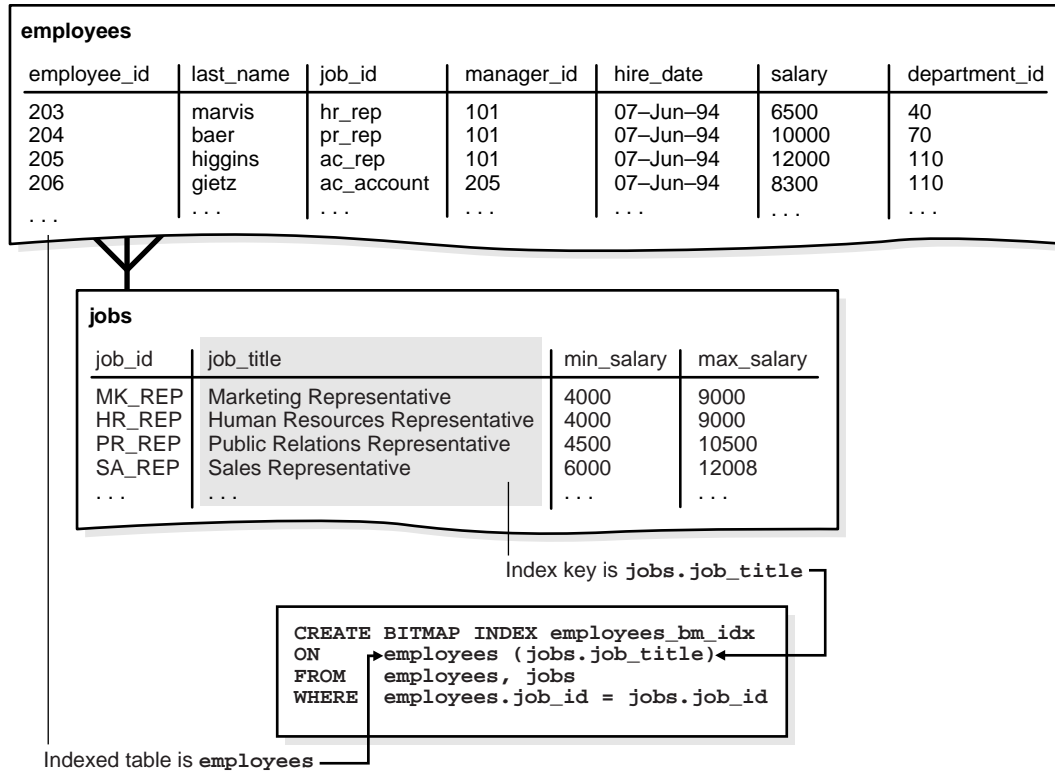 employees
employee_id last_name job_id manager_id hire_date salary department_id
203 marvis hr_rep 101 07–Jun–94 6500 40
204 baer pr_rep 101 07–Jun–94 10000 70
205 higgins ac_rep 101 07–Jun–94 12000 110
206 gietz ac_account 205 07–Jun–94 8300 110
. . . . . . . . . . . . . . . . . . . . .
jobs
job_id job_title min_salary max_salary
MK_REP Marketing Representative 4000 9000
HR_REP Human Resources Representative 4000 9000
PR_REP Public Relations Representative 4500 10500
SA_REP Sales Representative 6000 12008
. . . . . . . . . . . .
Index key is jobs.job_title
CREATE BITMAP INDEX employees_bm_idx
ON employees (jobs.job_title)
FROM employees, jobs
WHERE employees.job_id = jobs.job_id
Indexed table is employees